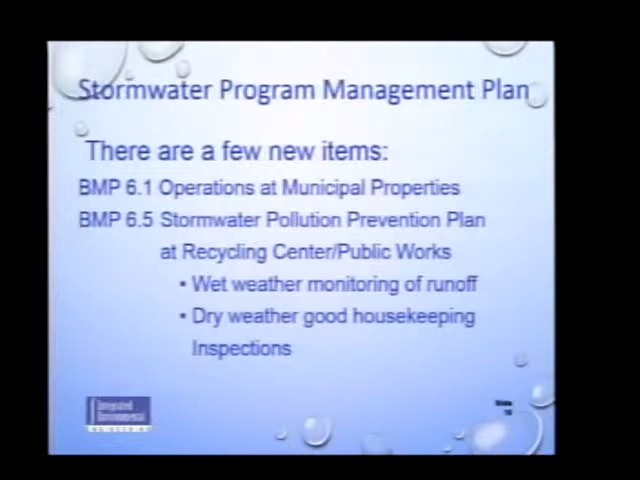 Stormwater Program Management Plan
There are a few new items:
BMP 6.1 Operations at Municipal Properties
BMP 6.5 Stormwater Pollution Prevention Plan
at Recycling Center/Public Works
• Wet weather monitoring of runoff
• Dry weather good housekeeping
Inspections
Integrated
Environmental